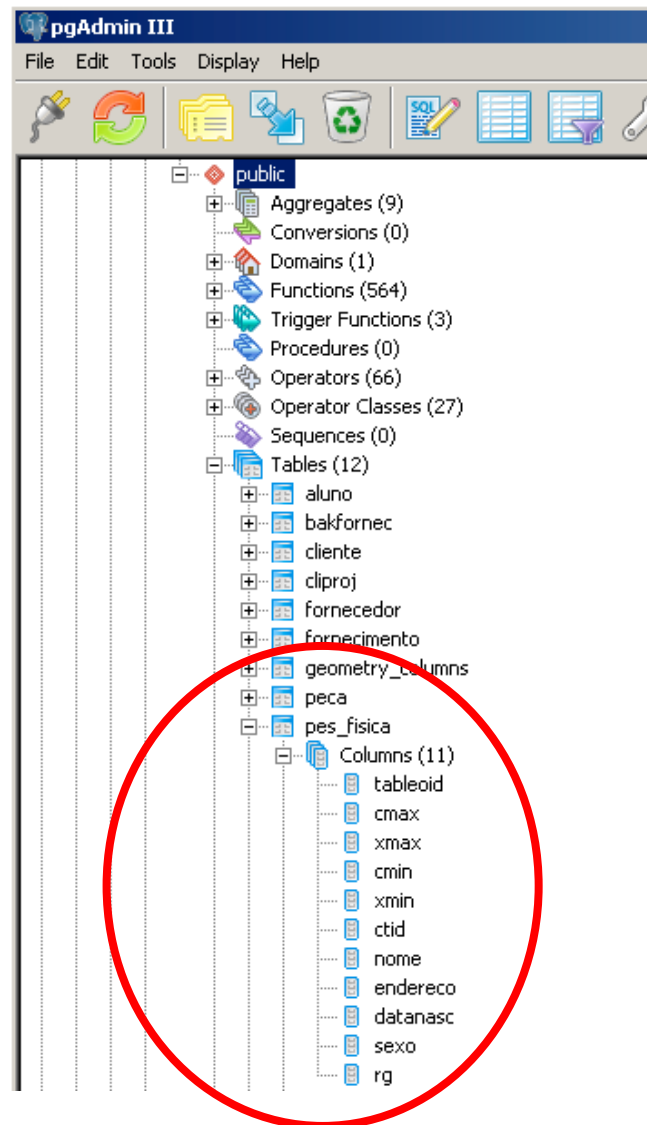 pgAdmin III
File Edit Tools Display Help
SQL
public
Aggregates (9)
Conversions (0)
Domains (1)
Functions (564)
Trigger Functions (3)
Procedures (0)
Operators (66)
Operator Classes (27)
Sequences (0)
Tables (12)
aluno
bakfornec
cliente
cliproj
fornecedor
fornecimento
geometry_columns
peca
pes_fisica
Columns (11)
tableoid
cmax
xmax
cmin
xmin
ctid
nome
endereco
datanasc
sexo
rg